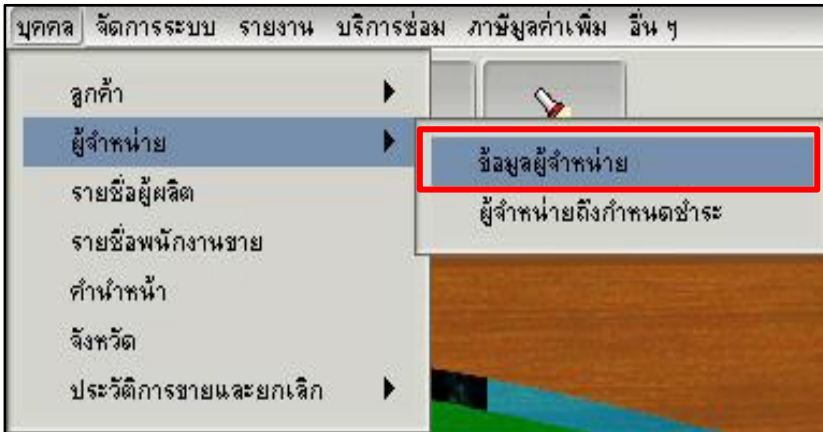 บุคคล จัดการระบบ รายงาน บริการซ่อม ภาษีมูลค่าเพิ่ม อื่น ๆ
ลูกค้า
ผู้จำหน่าย
ข้อมูลผู้จำหน่าย
รายชื่อผู้ผลิต
ผู้จำหน่ายถึงกำหนดชำระ
รายชื่อพนักงานขาย
คำนำหน้า
จังหวัด
ประวัติการขายและยกเลิก